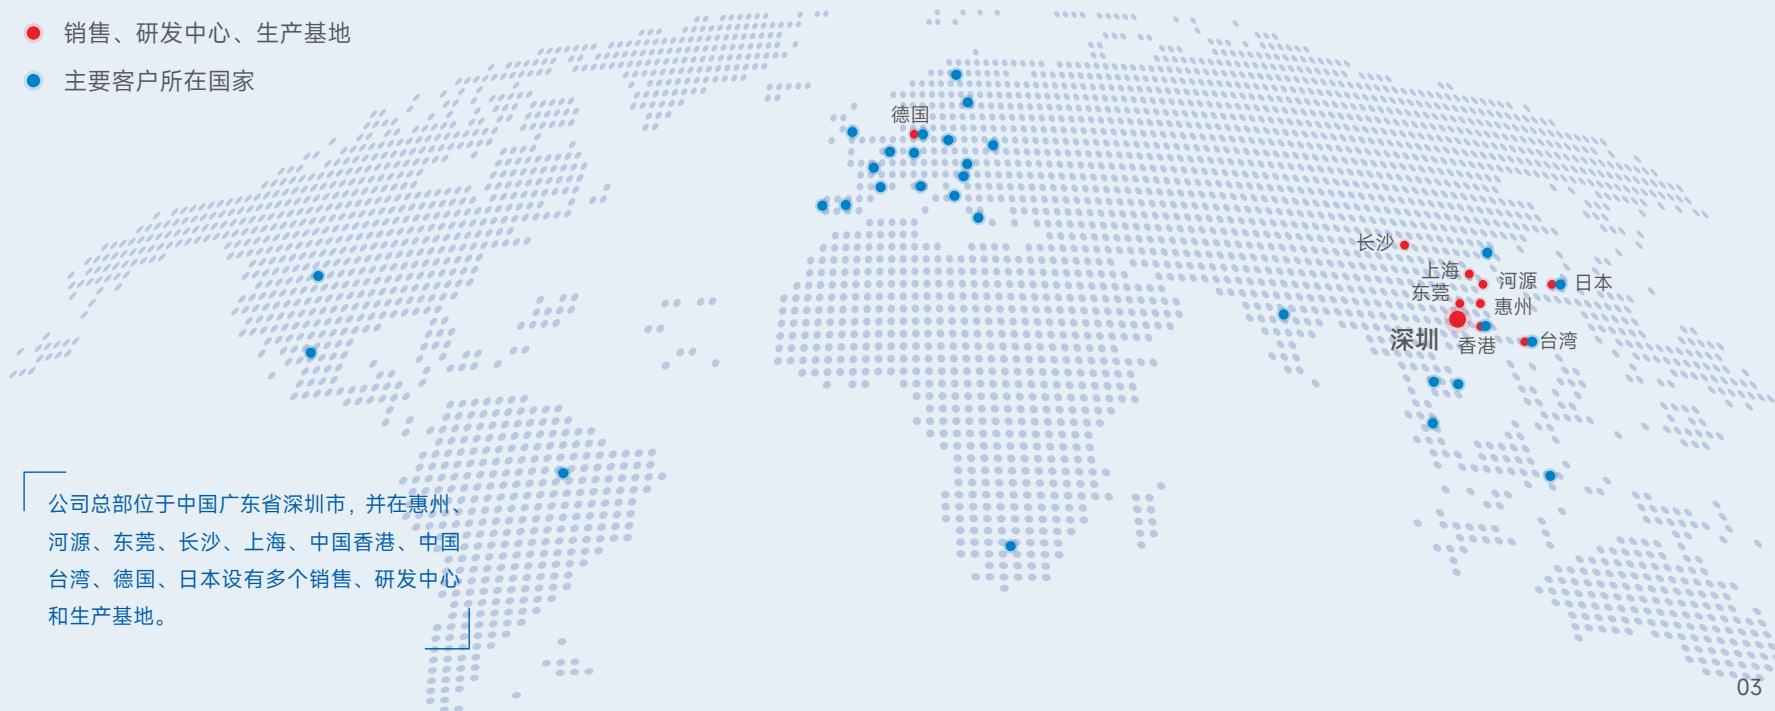 销售、研发中心、生产基地
主要客户所在国家
德国
长沙
上海
河源
日本
东莞
惠州
深圳
香港
台湾
公司总部位于中国广东省深圳市，并在惠州、
河源、东莞、长沙、上海、中国香港、中国
台湾、德国、日本设有多个销售、研发中心
和生产基地。
03